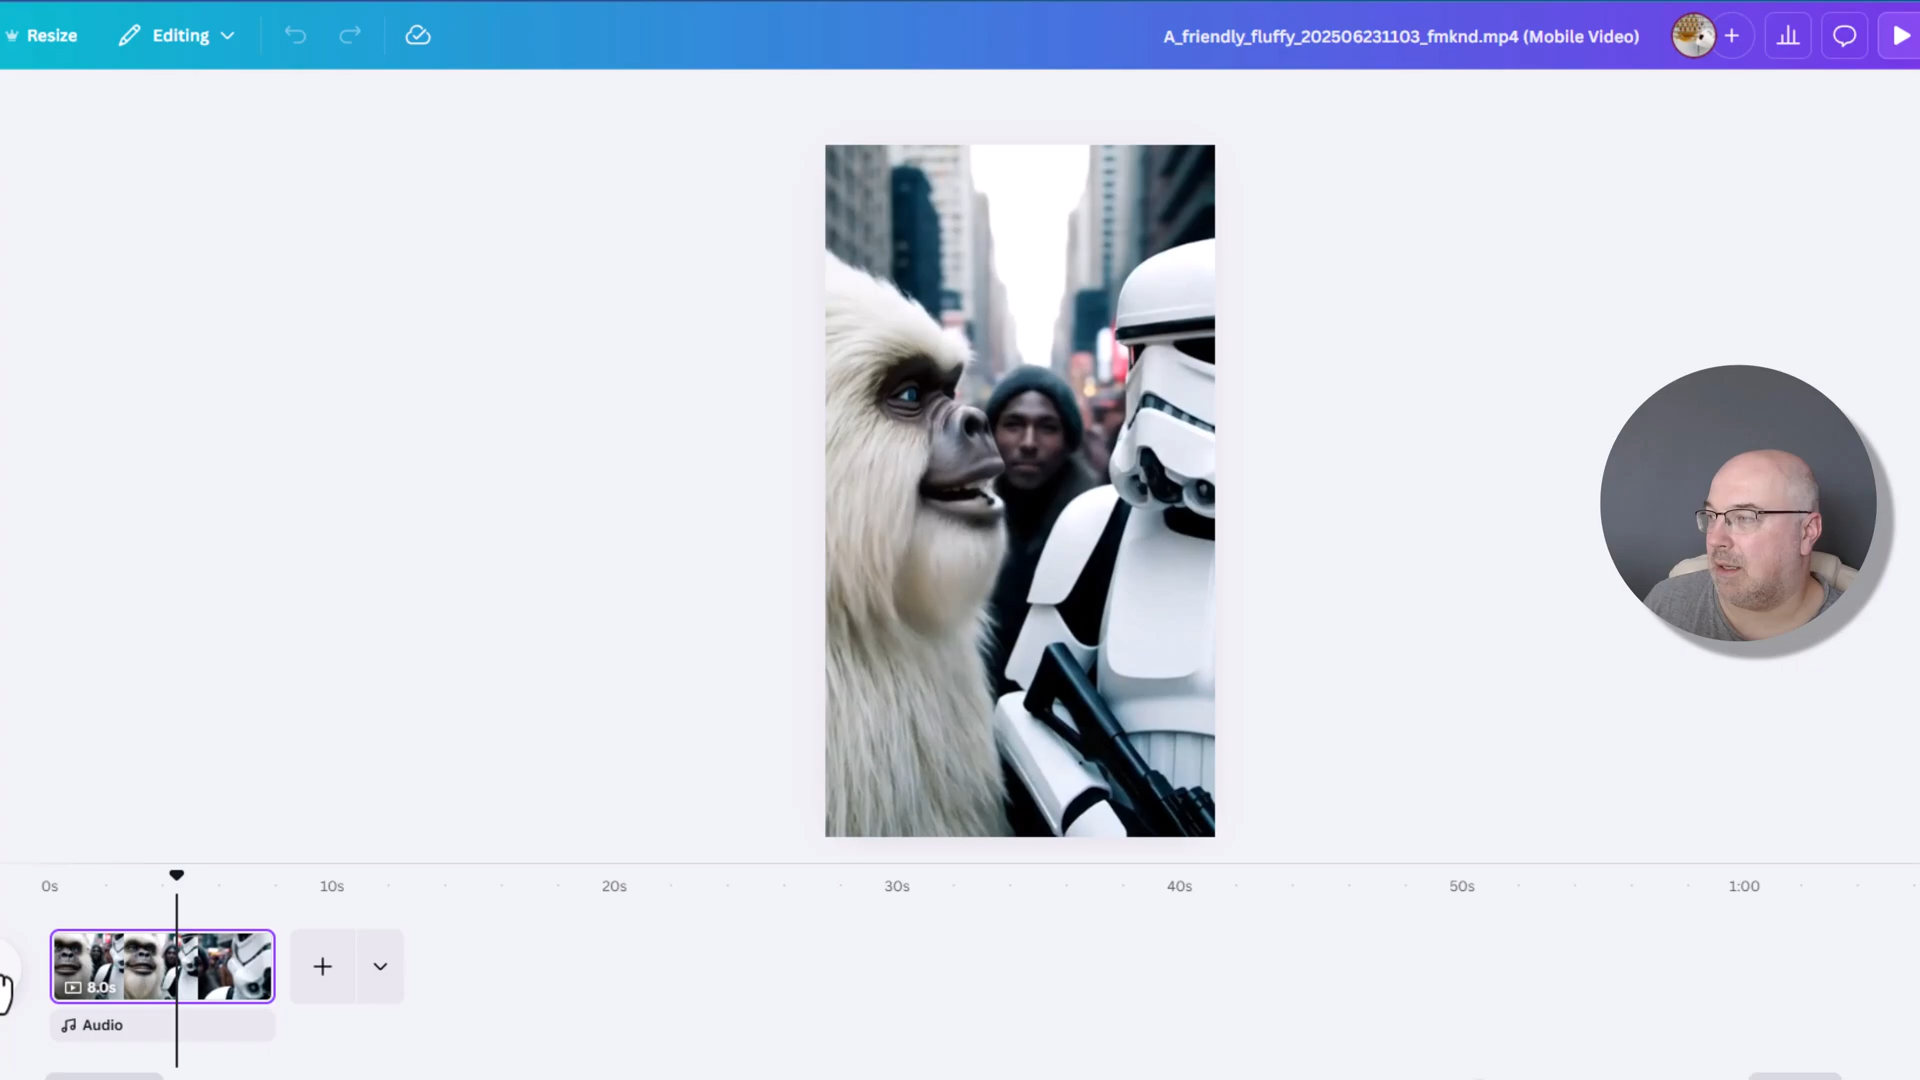 Resize
Editing
A_friendly_fluffy_202506231103_fmknd.mp4 (Mobile Video)
0s
10s
20s
30s
40s
50s
1:00
8.0s
Audio